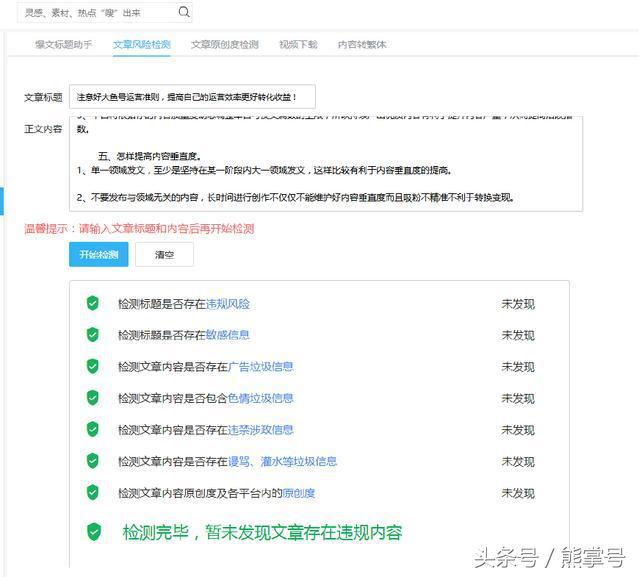 灵感、素材、热点“嗖”出来
爆文标题助手 文章风险检测 文章原创度检测 视频下载 内容转繁体
文章标题 注意好大鱼号运营准则，提高自己的运营效率更好转化收益！
正文内容
数。
五、怎样提高内容垂直度。
1、单一领域发文，至少是坚持在某一阶段内大一领域发文，这样比较有利于内容垂直度的提高。
2、不要发布与领域无关的内容，长时间进行创作不仅仅不能维护好内容垂直度而且吸粉不精准不利于转换变现。
温馨提示：请输入文章标题和内容后再开始检测
开始检测 清空
检测标题是否存在违规风险 未发现
检测标题是否存在敏感信息 未发现
检测文章内容是否存在广告垃圾信息 未发现
检测文章内容是否包含色情垃圾信息 未发现
检测文章内容是否存在违禁涉政信息 未发现
检测文章内容是否存在谩骂、灌水等垃圾信息 未发现
检测文章内容原创度及各平台内的原创度 未发现
检测完毕，暂未发现文章存在违规内容
头条号 / 熊掌号